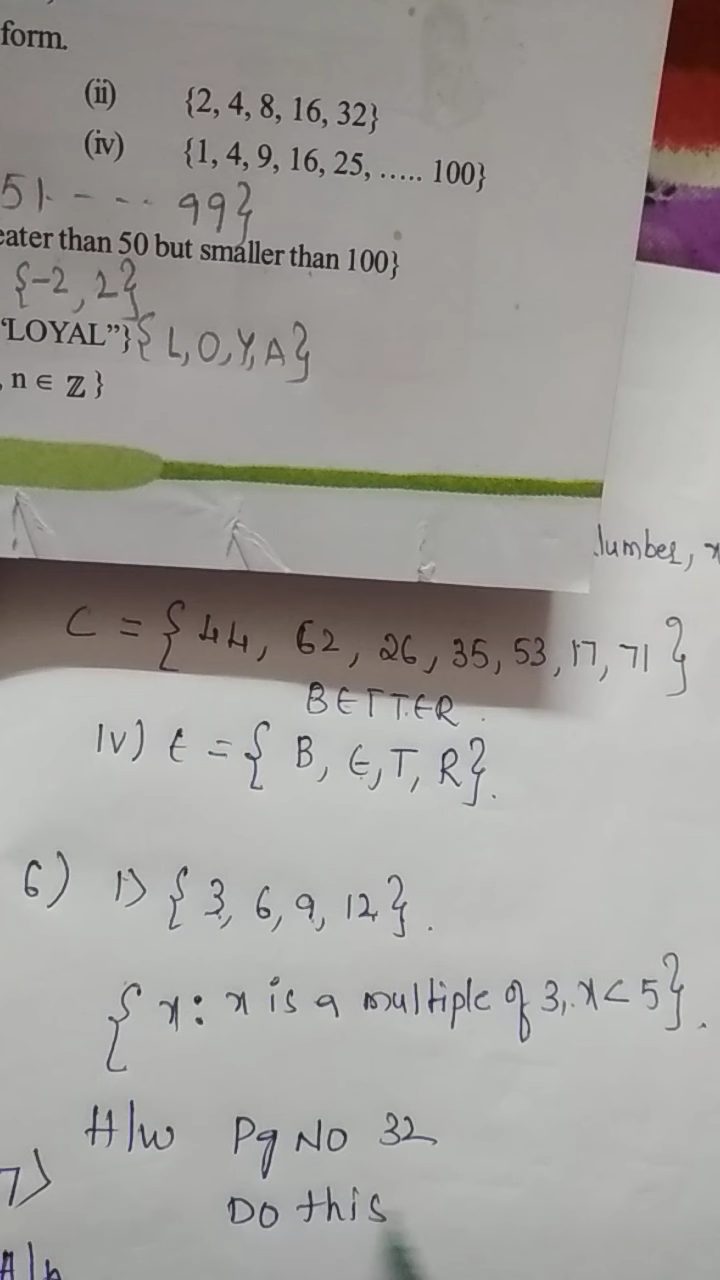 form.
(ii) {2, 4, 8, 16, 32}
(iv) {1, 4, 9, 16, 25, ..... 100}
51. - - .. 99}
eater than 50 but smaller than 100}
{-2, 2}
"LOYAL"} { L, O, Y, A}
, n ∈ ℤ }
C = { 44, 62, 26, 35, 53, 17, 71 }
BETTER.
IV) E = { B, E, T, R}.
6) 1) { 3, 6, 9, 12 }.
{ x : x is a multiple of 3, x < 5 }.
H/W Pg No 32
7)
Do this